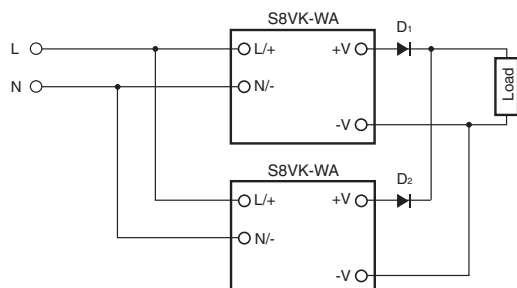 S8VK-WA
D1
L
L/+
+V
N
N/-
Load
-V
S8VK-WA
D2
L/+
+V
N/-
-V